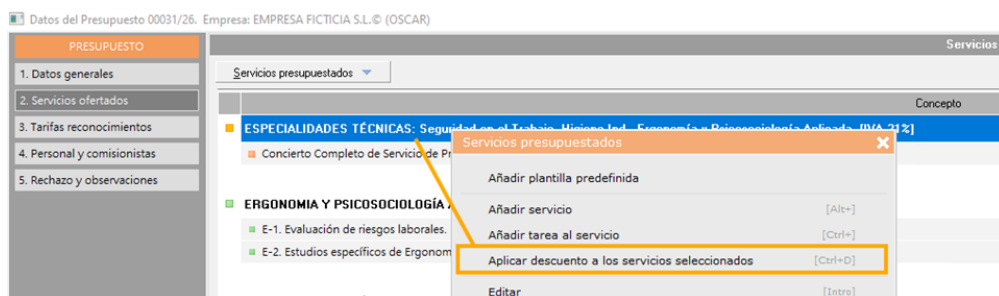 Datos del Presupuesto 00031/26. Empresa: EMPRESA FICTICIA S.L.© (OSCAR)
PRESUPUESTO
Servicios
1. Datos generales
Servicios presupuestados
2. Servicios ofertados
Concepto
3. Tarifas reconocimientos
ESPECIALIDADES TÉCNICAS: Seguridad en el Trabajo, Higiene Ind., Ergonomía y Psicosociología Aplicada. [IVA 21%]
Servicios presupuestados
4. Personal y comisionistas
Concierto Completo de Servicio de Pr
5. Rechazo y observaciones
Añadir plantilla predefinida
ERGONOMIA Y PSICOSOCIOLOGÍA
Añadir servicio [Alt+]
E-1. Evaluación de riesgos laborales.
Añadir tarea al servicio [Ctrl+]
E-2. Estudios específicos de Ergonom
Aplicar descuento a los servicios seleccionados [Ctrl+D]
Editar [Intro]